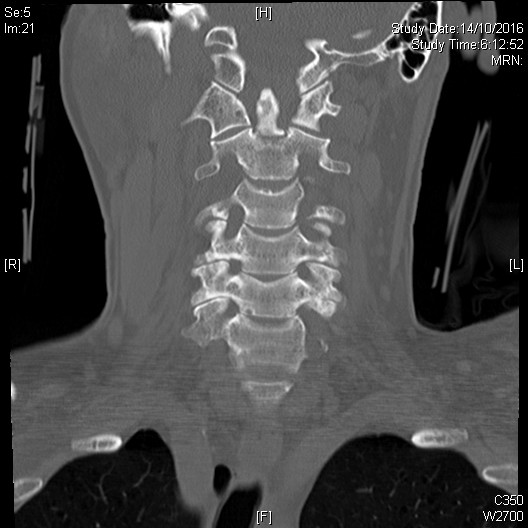 Se:5
Im:21
[H]
Study Date:14/10/2016
Study Time:6:12:52
MRN:
[R]
[L]
[F]
C350
W2700